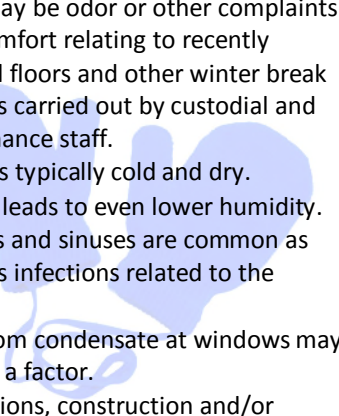 ay be odor or other complaints
mfort relating to recently
d floors and other winter break
s carried out by custodial and
nance staff.
s typically cold and dry.
leads to even lower humidity.
s and sinuses are common as
s infections related to the
om condensate at windows may
a factor.
ions, construction and/or